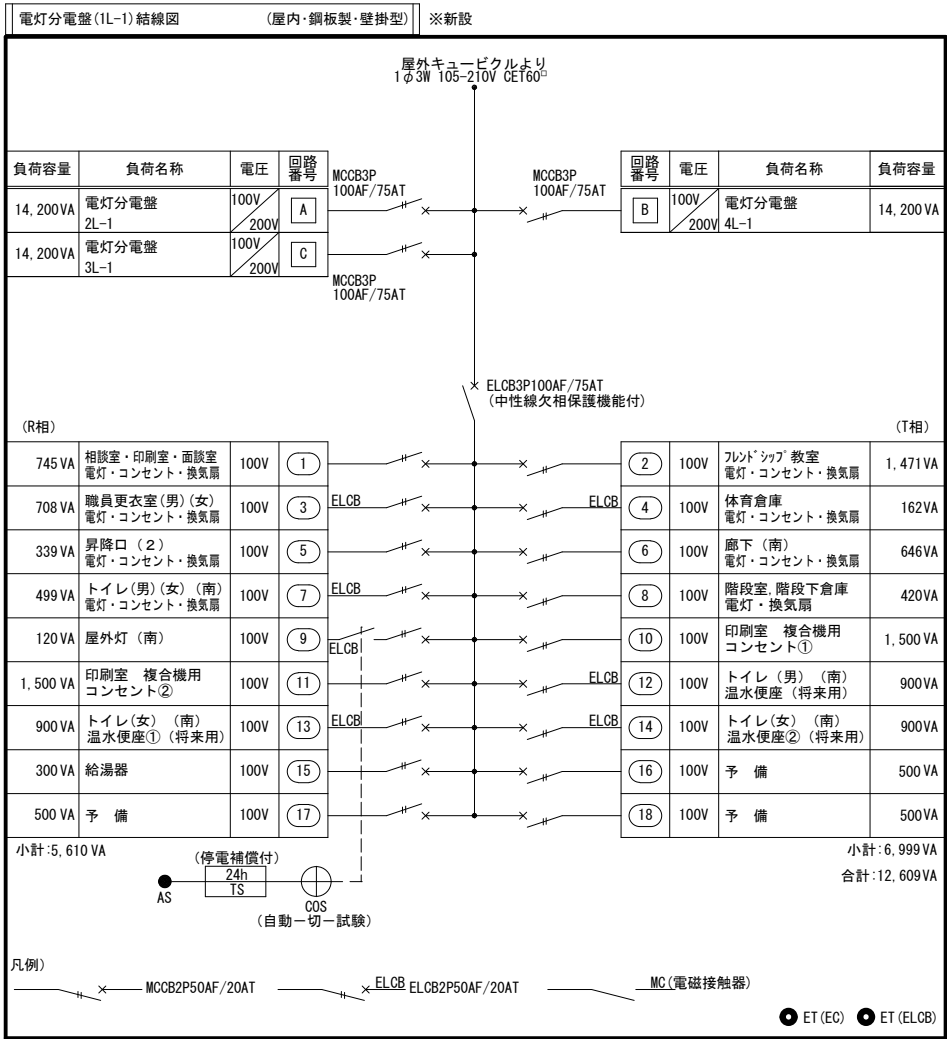 電灯分電盤(1L-1)結線図 (屋内・鋼板製・壁掛型) ※新設
屋外キュービクルより
1φ3W 105-210V CET60□
負荷容量 負荷名称 電圧 回路番号
MCCB3P
100AF/75AT
14,200VA 電灯分電盤 2L-1 100V/200V A
14,200VA 電灯分電盤 3L-1 100V/200V C
MCCB3P
100AF/75AT
MCCB3P
100AF/75AT
回路番号 電圧 負荷名称 負荷容量
B 100V/200V 電灯分電盤 4L-1 14,200VA
ELCB3P100AF/75AT
(中性線欠相保護機能付)
(R相)
745VA 相談室・印刷室・面談室 電灯・コンセント・換気扇 100V 1
708VA 職員更衣室(男)(女) 電灯・コンセント・換気扇 100V 3 ELCB
339VA 昇降口(2) 電灯・コンセント・換気扇 100V 5
499VA トイレ(男)(女)(南) 電灯・コンセント・換気扇 100V 7 ELCB
120VA 屋外灯(南) 100V 9 ELCB
1,500VA 印刷室 複合機用 コンセント② 100V 11
900VA トイレ(女)(南) 温水便座①(将来用) 100V 13 ELCB
300VA 給湯器 100V 15
500VA 予 備 100V 17
小計:5,610VA
(T相)
2 100V フレンドシップ教室 電灯・コンセント・換気扇 1,471VA
ELCB 4 100V 体育倉庫 電灯・コンセント・換気扇 162VA
6 100V 廊下(南) 電灯・コンセント・換気扇 646VA
8 100V 階段室,階段下倉庫 電灯・換気扇 420VA
10 100V 印刷室 複合機用 コンセント① 1,500VA
ELCB 12 100V トイレ(男)(南) 温水便座(将来用) 900VA
ELCB 14 100V トイレ(女)(南) 温水便座②(将来用) 900VA
16 100V 予 備 500VA
18 100V 予 備 500VA
小計:6,999VA
合計:12,609VA
(停電補償付)
24h
TS
AS
COS
(自動ー切ー試験)
凡例)
MCCB2P50AF/20AT ELCB ELCB2P50AF/20AT MC(電磁接触器)
ET(EC) ET(ELCB)